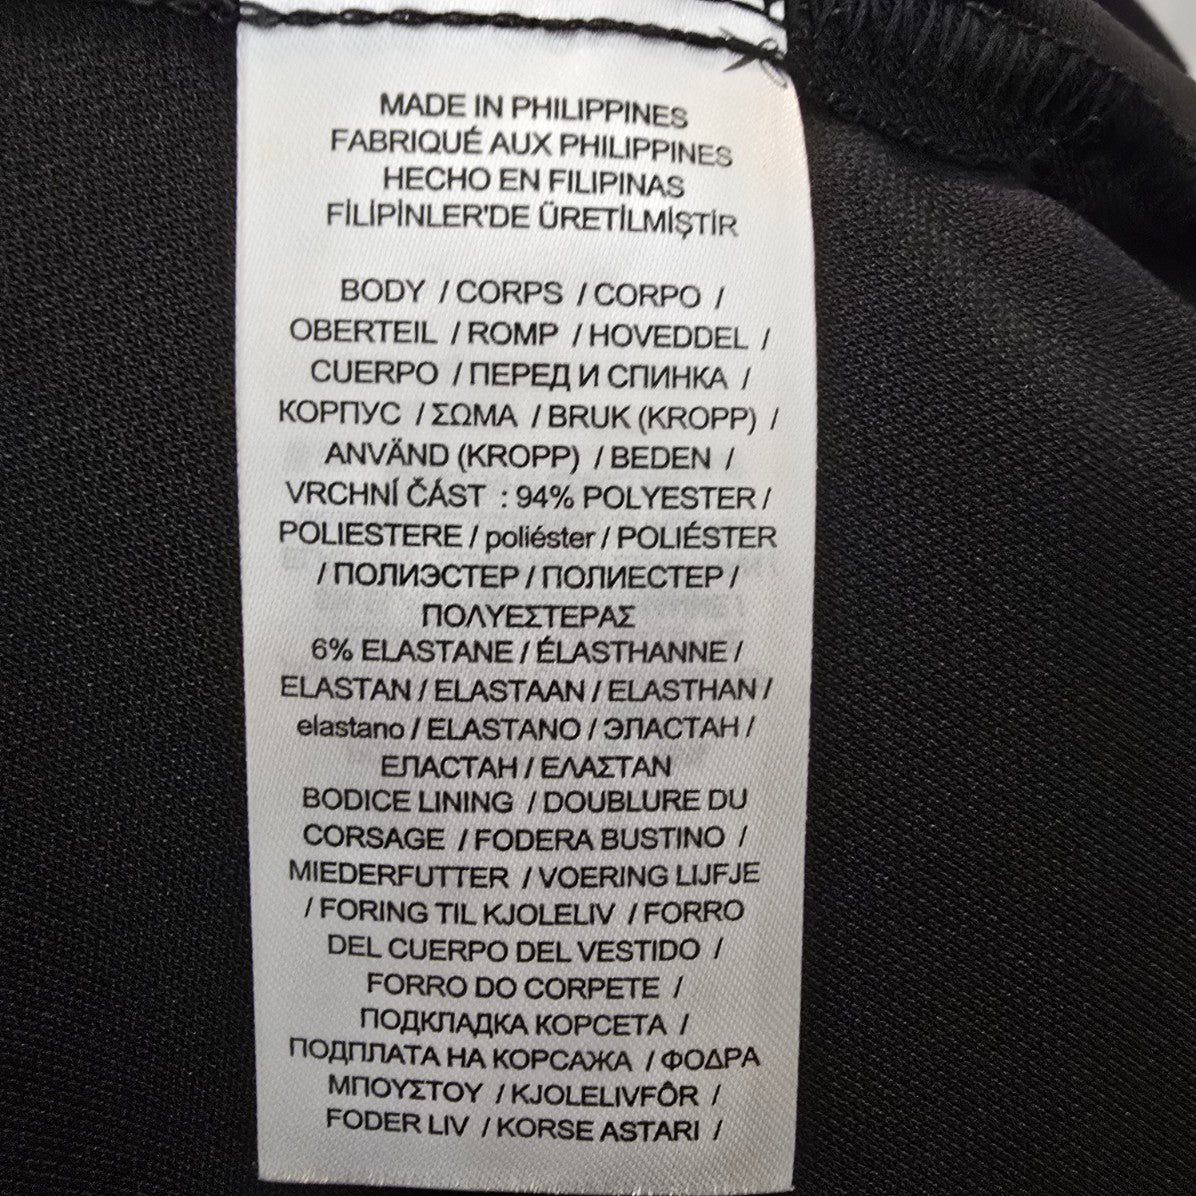 MADE IN PHILIPPINES
FABRIQUÉ AUX PHILIPPINES
HECHO EN FILIPINAS
FİLİPİNLER'DE ÜRETİLMİŞTİR
BODY / CORPS / CORPO /
OBERTEIL / ROMP / HOVEDDEL /
CUERPO / ПЕРЕД И СПИНКА /
КОРПУС / ΣΩΜΑ / BRUK (KROPP) /
ANVÄND (KROPP) / BEDEN /
VRCHNÍ ČÁST : 94% POLYESTER /
POLIESTERE / poliéster / POLIÉSTER
/ ПОЛИЭСТЕР / ПОЛИЕСТЕР /
ΠΟΛΥΕΣΤΕΡΑΣ
6% ELASTANE / ÉLASTHANNE /
ELASTAN / ELASTAAN / ELASTHAN /
elastano / ELASTANO / ЭЛАСТАН /
ЕЛАСТАН / ΕΛΑΣΤΑΝ
BODICE LINING / DOUBLURE DU
CORSAGE / FODERA BUSTINO /
MIEDERFUTTER / VOERING LIJFJE
/ FORING TIL KJOLELIV / FORRO
DEL CUERPO DEL VESTIDO /
FORRO DO CORPETE /
ПОДКЛАДКА КОРСЕТА /
ПОДПЛАТА НА КОРСАЖА / ΦΟΔΡΑ
ΜΠΟΥΣΤΟΥ / KJOLELIVFÔR /
FODER LIV / KORSE ASTARI /